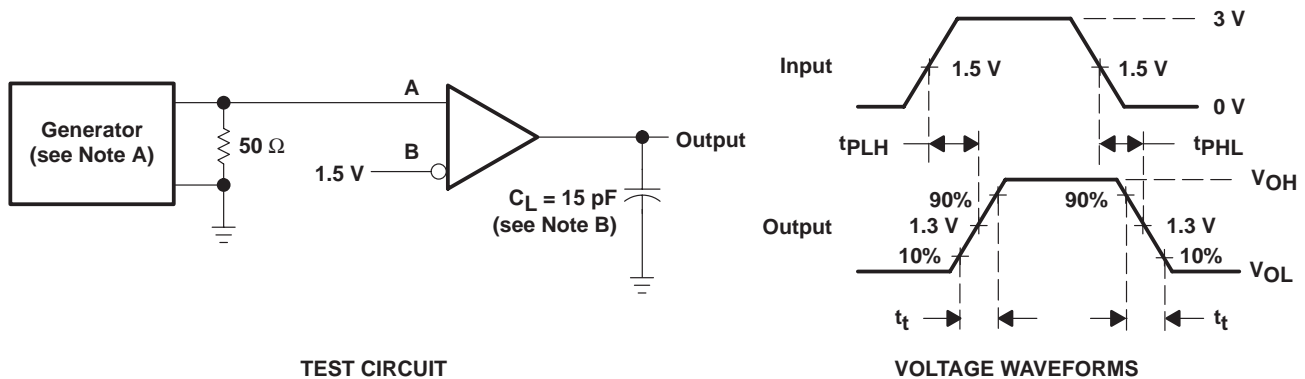 Generator
(see Note A)
50 Ω
A
B
1.5 V
Output
CL = 15 pF
(see Note B)
TEST CIRCUIT
Input
3 V
1.5 V
1.5 V
0 V
tPLH
tPHL
Output
VOH
90%
90%
1.3 V
1.3 V
10%
10%
VOL
tt
tt
VOLTAGE WAVEFORMS